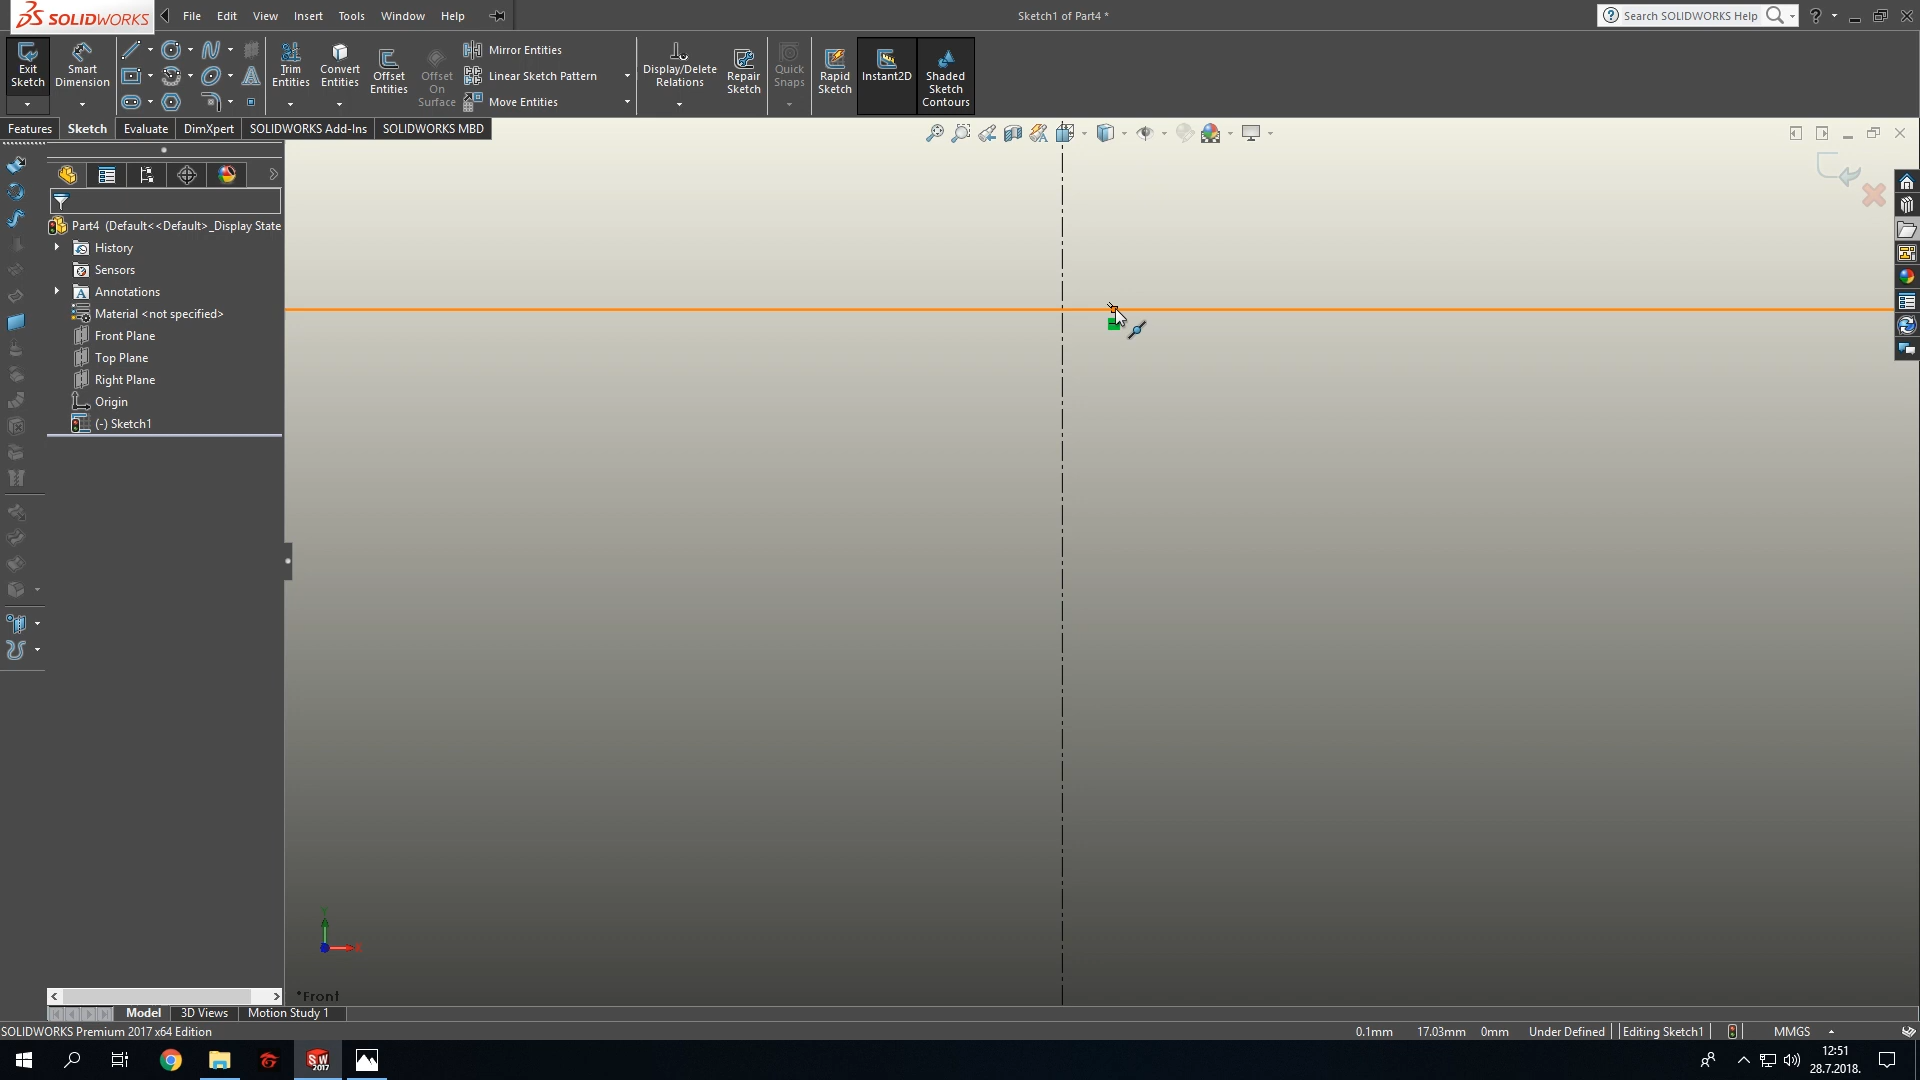 SOLIDWORKS File Edit View Insert Tools Window Help Sketch1 of Part4 * Search SOLIDWORKS Help
Exit Sketch
Smart Dimension
Trim Entities
Convert Entities
Offset Entities
Offset On Surface
Mirror Entities
Linear Sketch Pattern
Move Entities
Display/Delete Relations
Repair Sketch
Quick Snaps
Rapid Sketch
Instant2D
Shaded Sketch Contours
Features Sketch Evaluate DimXpert SOLIDWORKS Add-Ins SOLIDWORKS MBD
Part4 (Default<<Default>_Display State
History
Sensors
Annotations
Material <not specified>
Front Plane
Top Plane
Right Plane
Origin
(-) Sketch1
Y
X
*Front
Model 3D Views Motion Study 1
SOLIDWORKS Premium 2017 x64 Edition 0.1mm 17.03mm 0mm Under Defined Editing Sketch1 MMGS
SW 2017
12:51
28.7.2018.